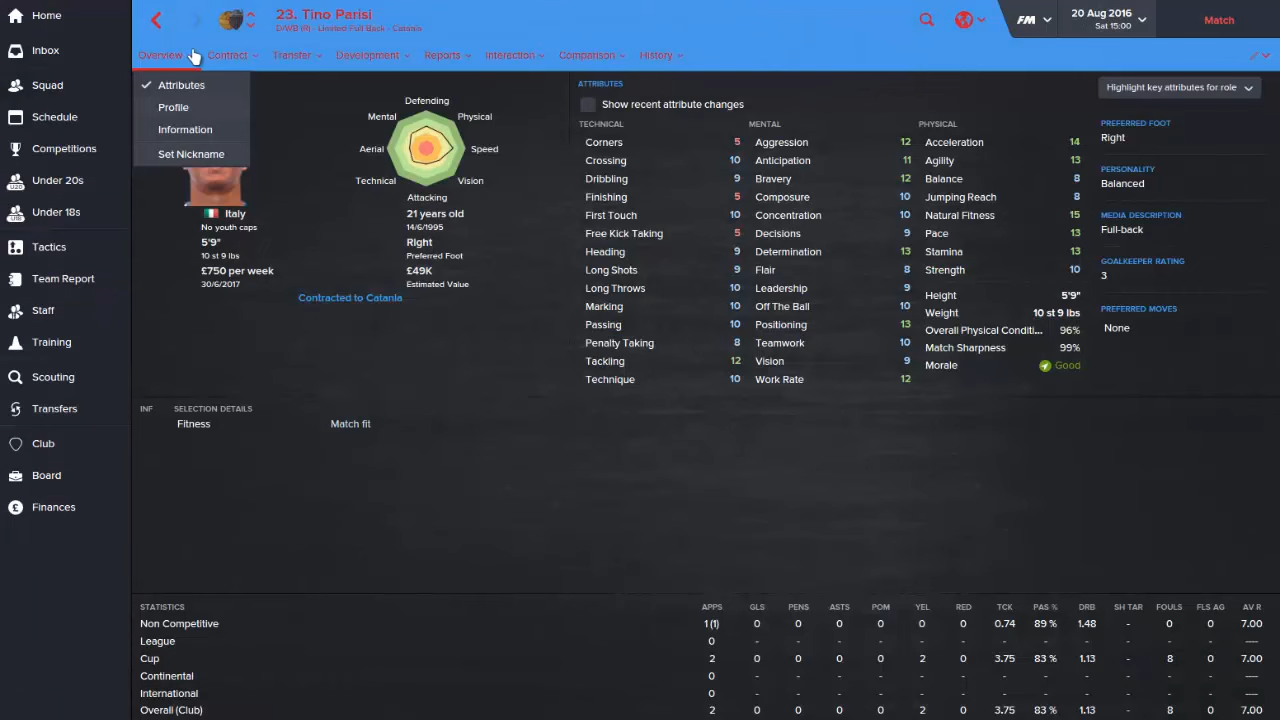 Home
Inbox
Squad
Schedule
Competitions
Under 20s
Under 18s
Tactics
Team Report
Staff
Training
Scouting
Transfers
Club
Board
Finances
23. Tino Parisi
D/WB (R) - Limited Full Back - Catania
FM
20 Aug 2016
Sat 15:00
Match
Overview Contract Transfer Development Reports Interaction Comparison History
Attributes
Profile
Information
Set Nickname
Defending
Mental Physical
Aerial Speed
Technical Vision
Attacking
Italy
No youth caps
5'9"
10 st 9 lbs
£750 per week
30/6/2017
21 years old
14/6/1995
Right
Preferred Foot
£49K
Estimated Value
Contracted to Catania
ATTRIBUTES
Show recent attribute changes
Highlight key attributes for role
TECHNICAL
Corners 5
Crossing 10
Dribbling 9
Finishing 5
First Touch 10
Free Kick Taking 5
Heading 9
Long Shots 9
Long Throws 10
Marking 10
Passing 10
Penalty Taking 8
Tackling 12
Technique 10
MENTAL
Aggression 12
Anticipation 11
Bravery 12
Composure 10
Concentration 10
Decisions 9
Determination 13
Flair 8
Leadership 9
Off The Ball 10
Positioning 13
Teamwork 10
Vision 9
Work Rate 12
PHYSICAL
Acceleration 14
Agility 13
Balance 8
Jumping Reach 8
Natural Fitness 15
Pace 13
Stamina 13
Strength 10
Height 5'9"
Weight 10 st 9 lbs
Overall Physical Conditi... 96%
Match Sharpness 99%
Morale Good
PREFERRED FOOT
Right
PERSONALITY
Balanced
MEDIA DESCRIPTION
Full-back
GOALKEEPER RATING
3
PREFERRED MOVES
None
INF SELECTION DETAILS
Fitness Match fit
STATISTICS APPS GLS PENS ASTS POM YEL RED TCK PAS % DRB SH TAR FOULS FLS AG AV R
Non Competitive 1 (1) 0 0 0 0 0 0 0.74 89 % 1.48 - 0 0 7.00
League 0 - - - - - - - - - - - - ----
Cup 2 0 0 0 0 2 0 3.75 83 % 1.13 - 8 0 7.00
Continental 0 - - - - - - - - - - - - ----
International 0 - - - - - - - - - - - - ----
Overall (Club) 2 0 0 0 0 2 0 3.75 83 % 1.13 - 8 0 7.00